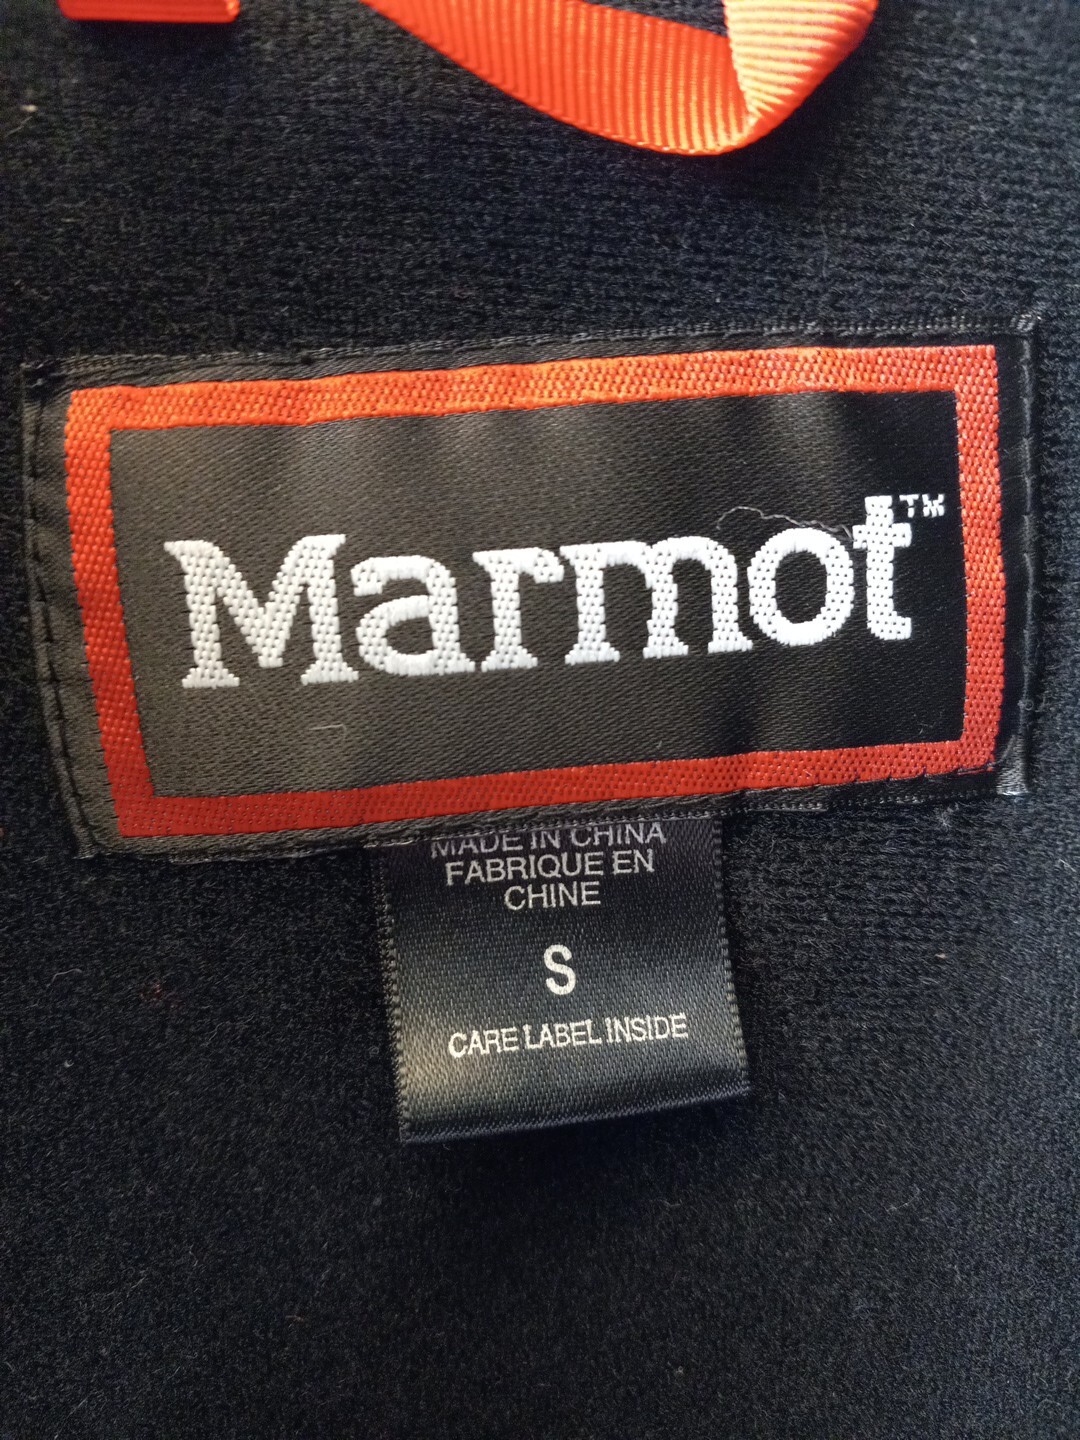 Marmot™
MADE IN CHINA
FABRIQUE EN
CHINE
S
CARE LABEL INSIDE